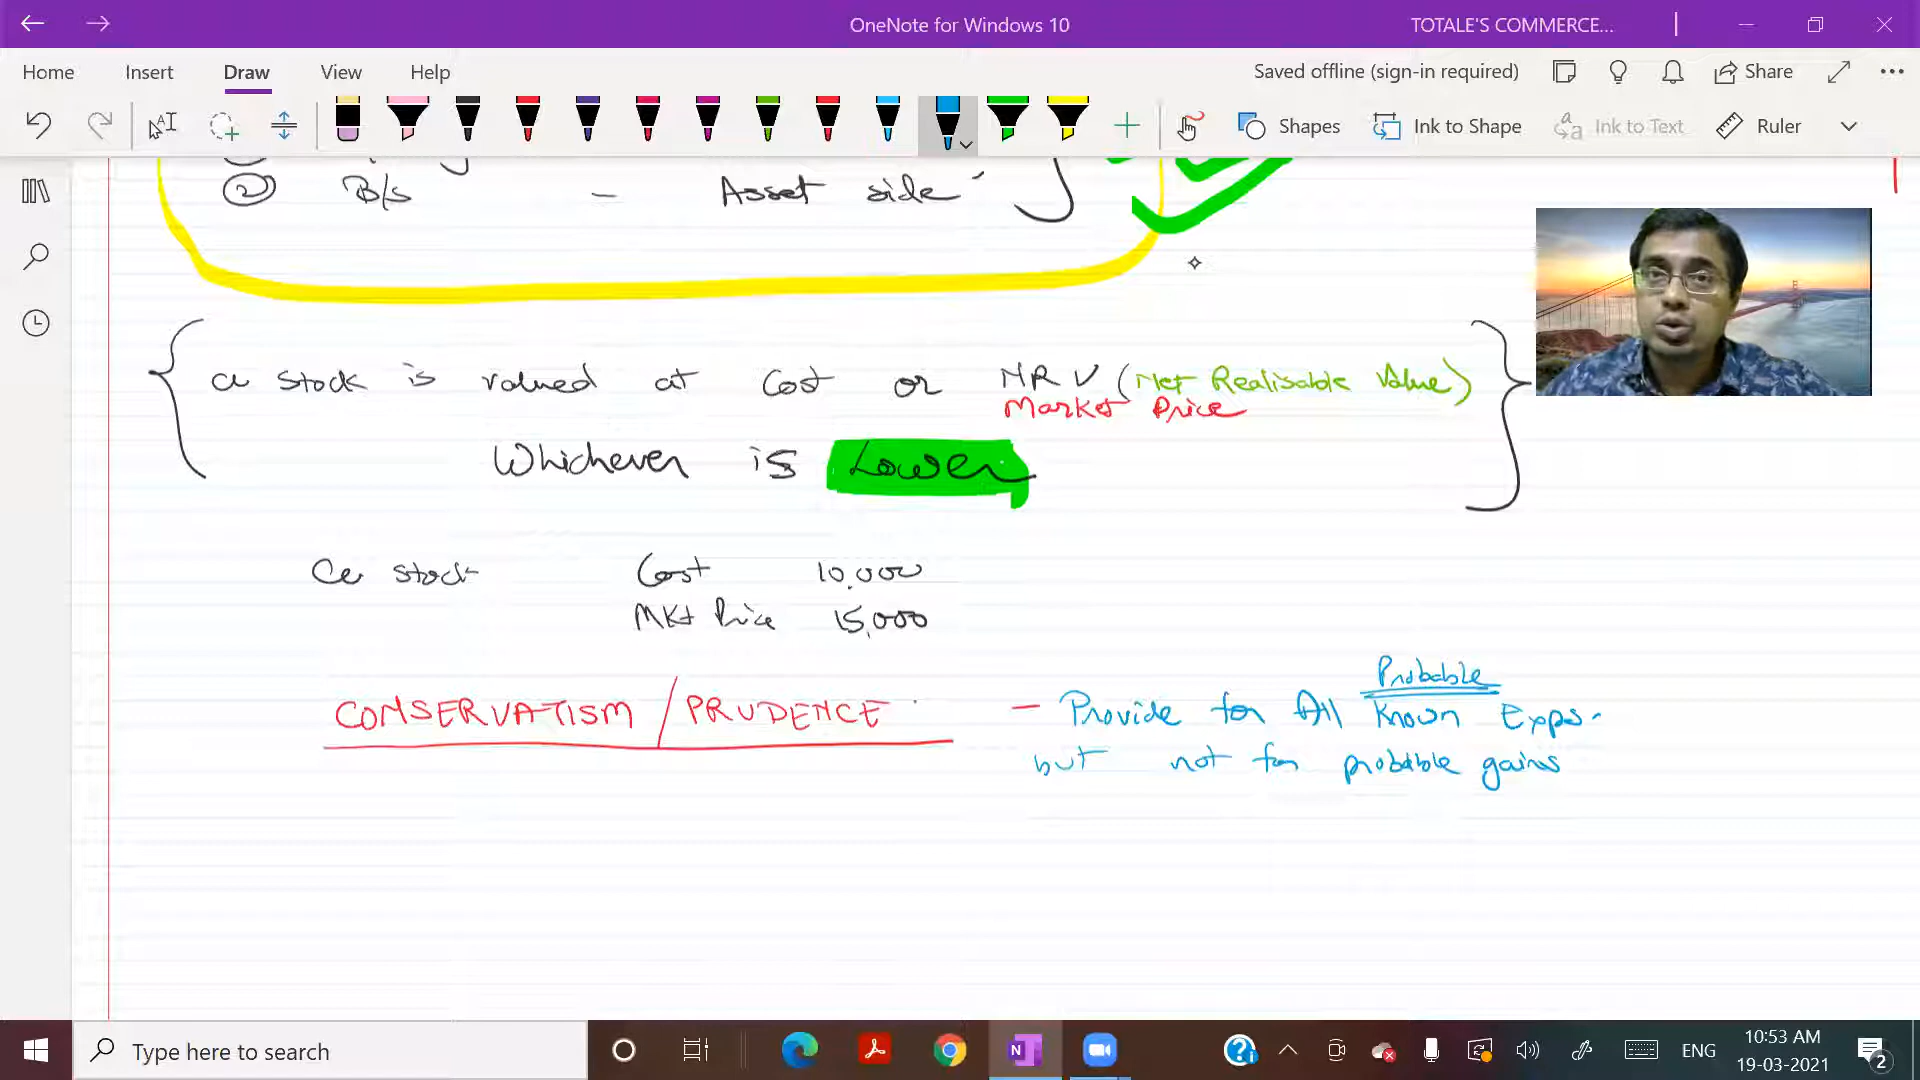 OneNote for Windows 10
TOTALE'S COMMERCE...
Home Insert Draw View Help
Saved offline (sign-in required)
Share
Shapes
Ink to Shape
Ink to Text
Ruler
② B/s – Asset side
Cl stock is valued at Cost or NRV (Net Realisable Value)
Market Price
Whichever is Lower
Cl stock Cost 10,000
Mkt Price 15,000
Probable
CONSERVATISM / PRUDENCE – Provide for All Known Exps.
but not for probable gains
Type here to search
ENG
10:53 AM
19-03-2021
2